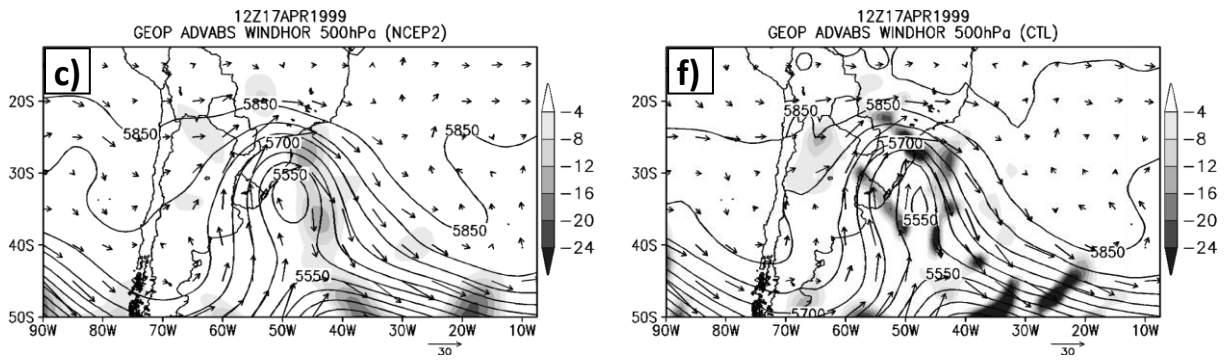 12Z17APR1999
GEOP ADVABS WINDHOR 500hPa (NCEP2)
c)
20S
30S
40S
50S
90W 80W 70W 60W 50W 40W 30W 20W 10W
5850
5850
5700
5550
5850
5550
-4
-8
-12
-16
-20
-24
30
12Z17APR1999
GEOP ADVABS WINDHOR 500hPa (CTL)
f)
20S
30S
40S
50S
90W 80W 70W 60W 50W 40W 30W 20W 10W
5850
5850
5700
5550
5850
5550
5700
-4
-8
-12
-16
-20
-24
30